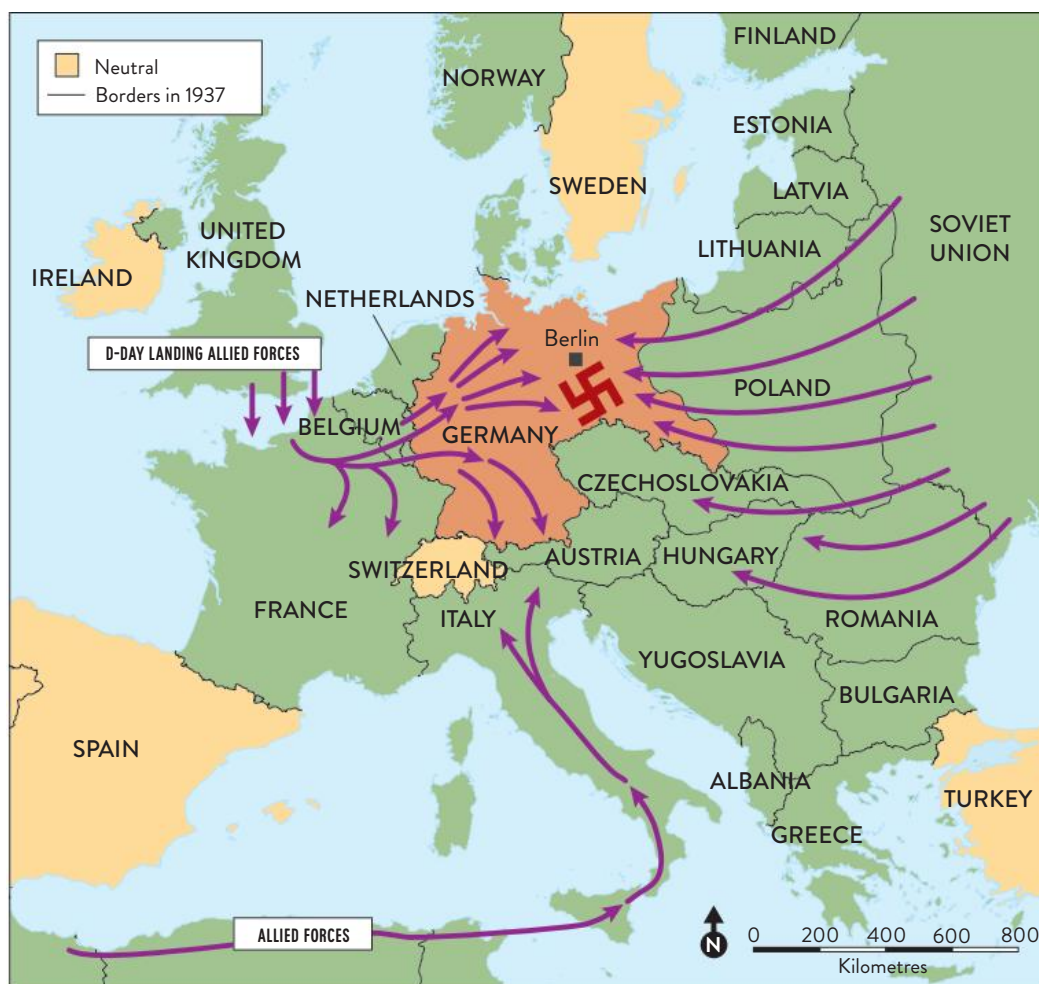 Neutral
Borders in 1937
FINLAND
NORWAY
ESTONIA
SWEDEN
LATVIA
SOVIET
UNION
UNITED
KINGDOM
LITHUANIA
IRELAND
NETHERLANDS
Berlin
D-DAY LANDING ALLIED FORCES
POLAND
BELGIUM
GERMANY
CZECHOSLOVAKIA
AUSTRIA
HUNGARY
SWITZERLAND
FRANCE
ITALY
ROMANIA
YUGOSLAVIA
BULGARIA
SPAIN
ALBANIA
TURKEY
GREECE
ALLIED FORCES
N
0 200 400 600 800
Kilometres